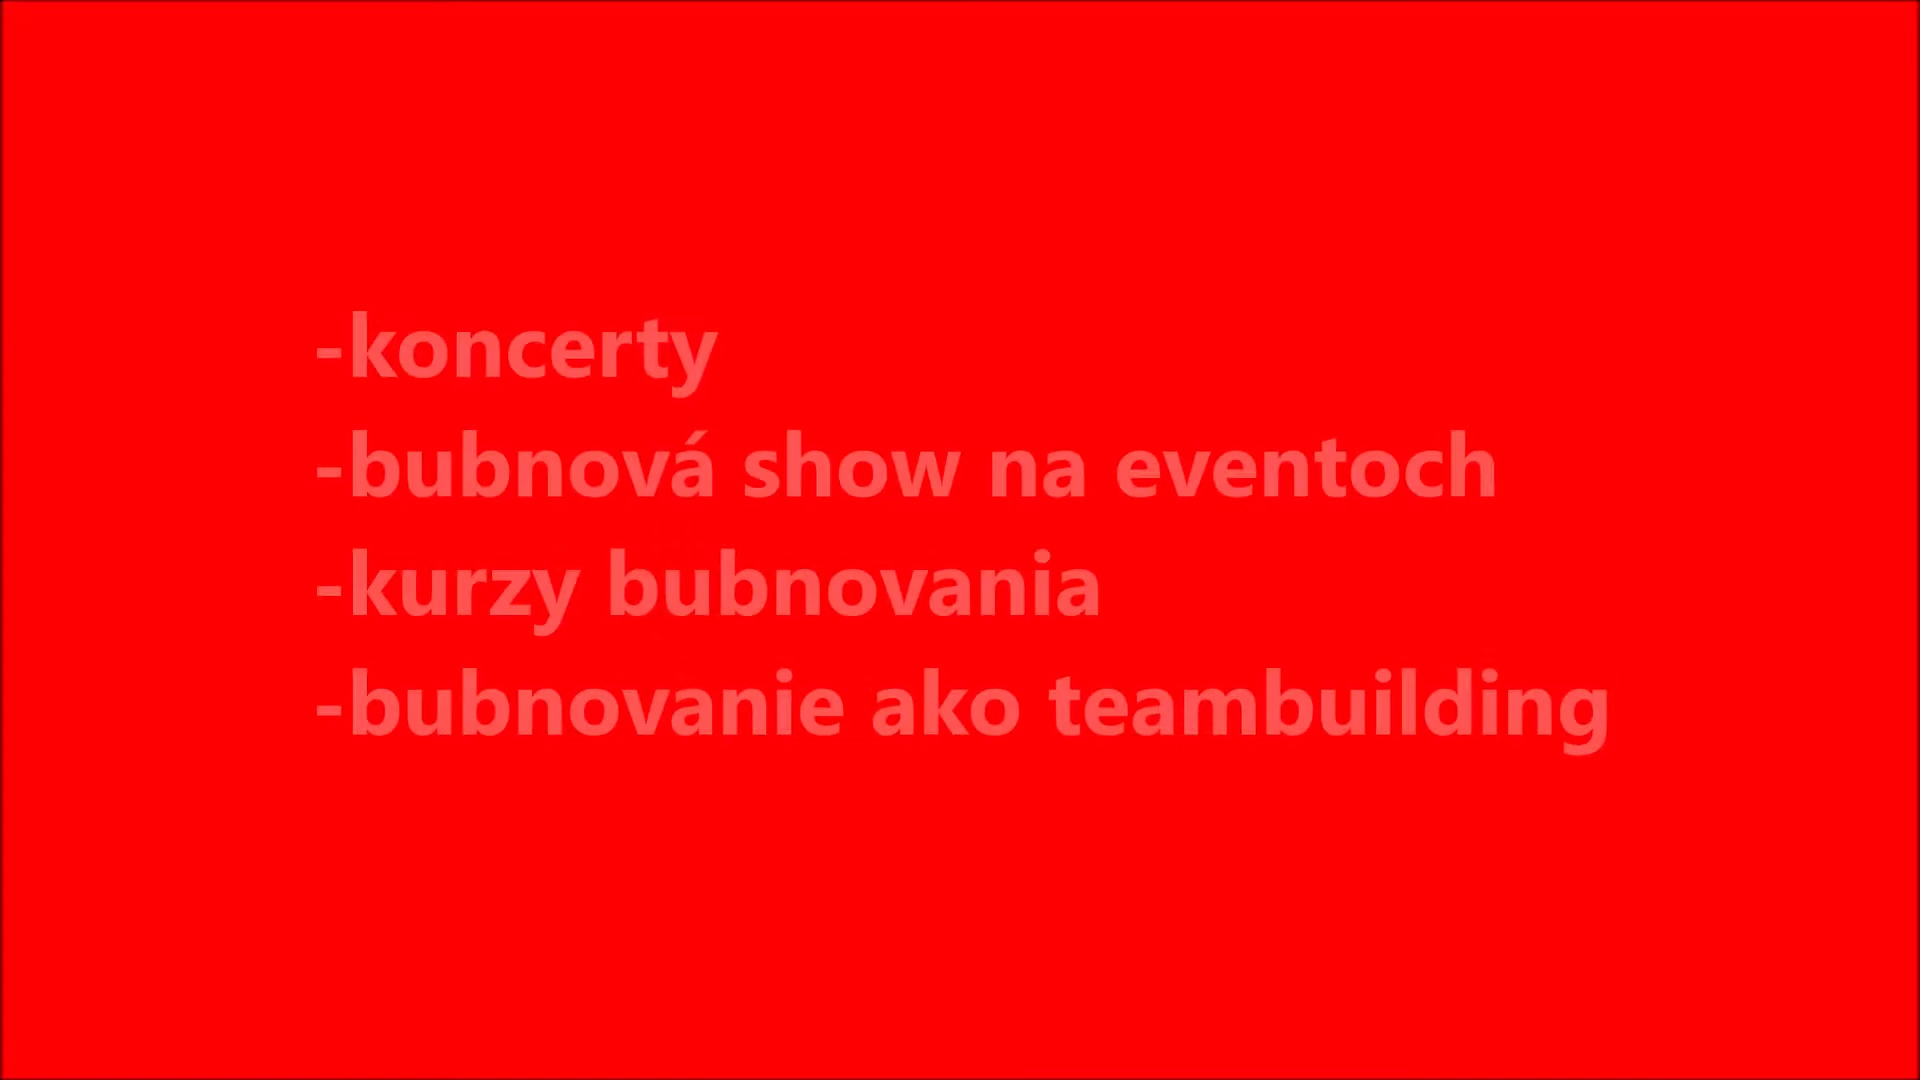 -koncerty
-bubnová show na eventoch
-kurzy bubnovania
-bubnovanie ako teambuilding